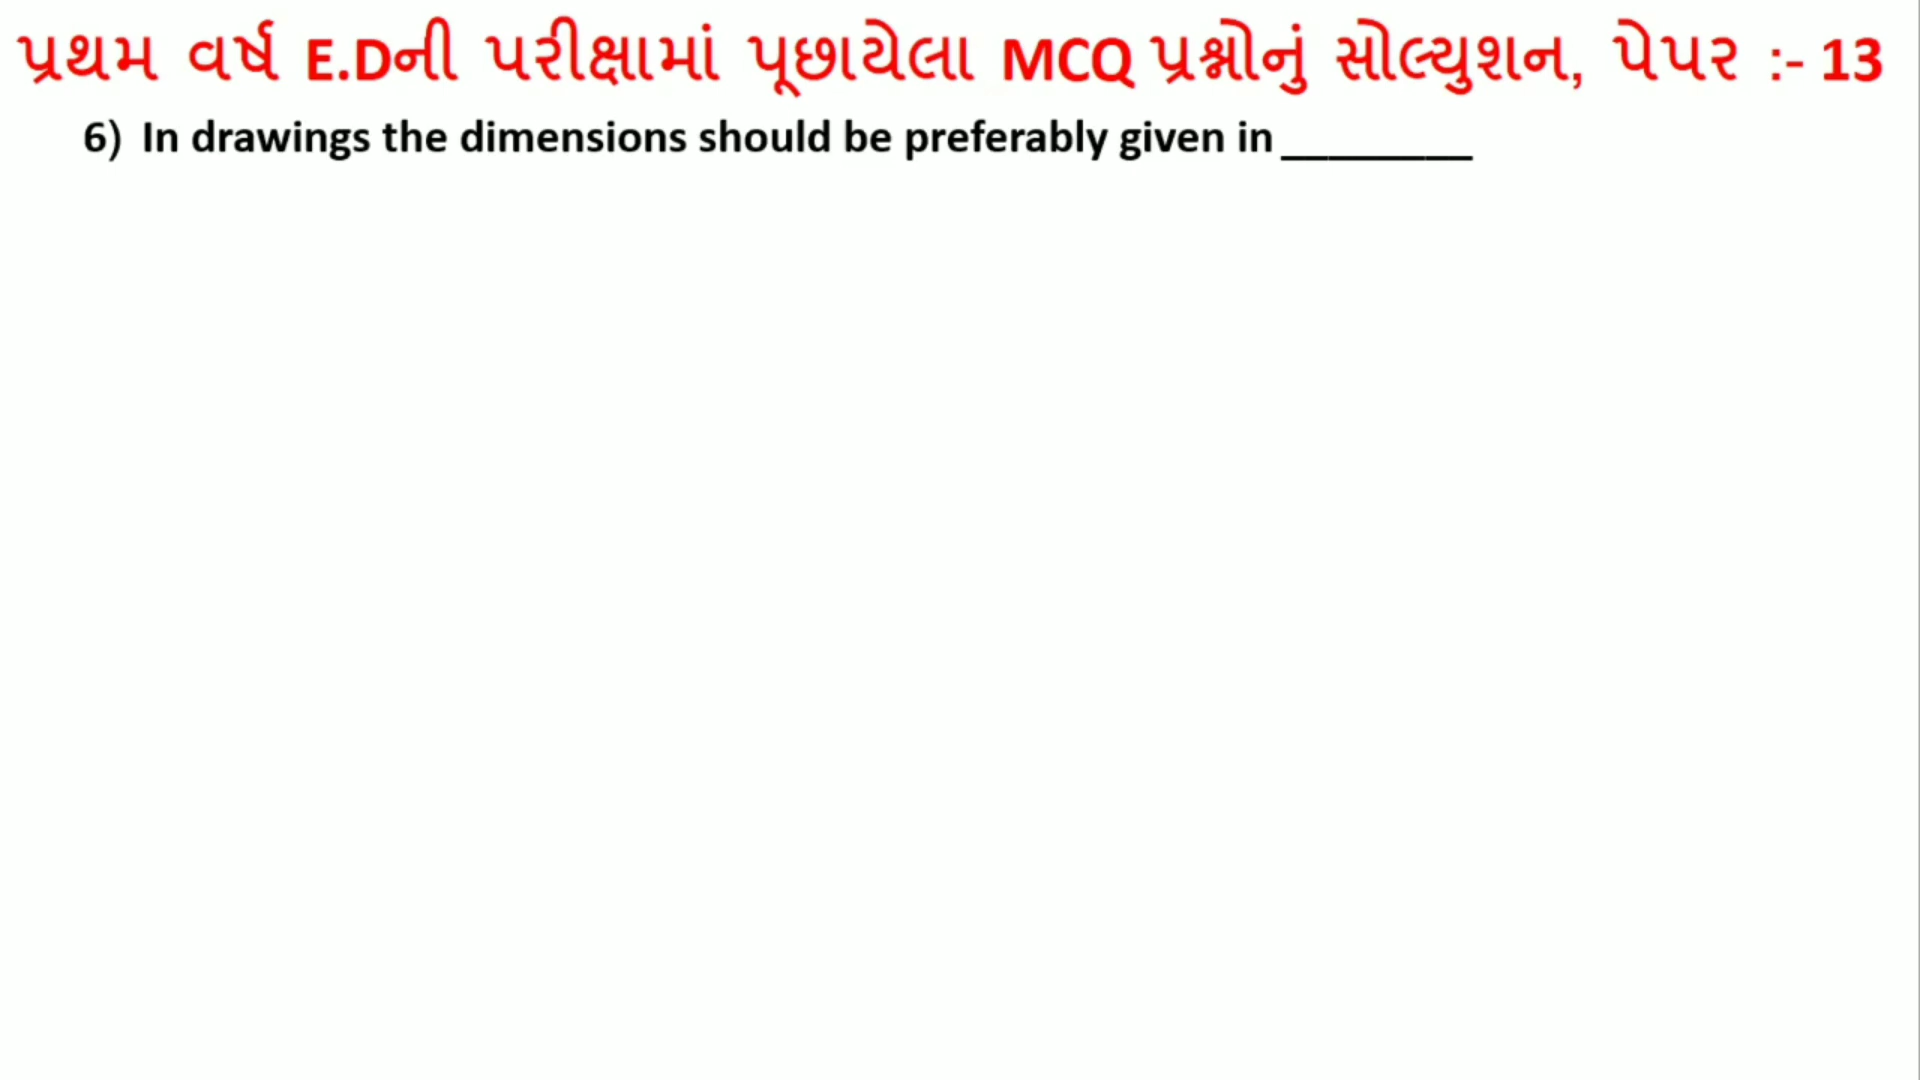 પ્રથમ વર્ષ E.Dની પરીક્ષામાં પૂછાયેલા MCQ પ્રશ્નોનું સોલ્યુશન, પેપર :- 13
6) In drawings the dimensions should be preferably given in ________